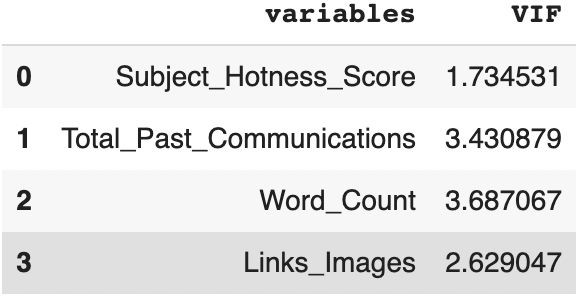 variables VIF
0 Subject_Hotness_Score 1.734531
1 Total_Past_Communications 3.430879
2 Word_Count 3.687067
3 Links_Images 2.629047